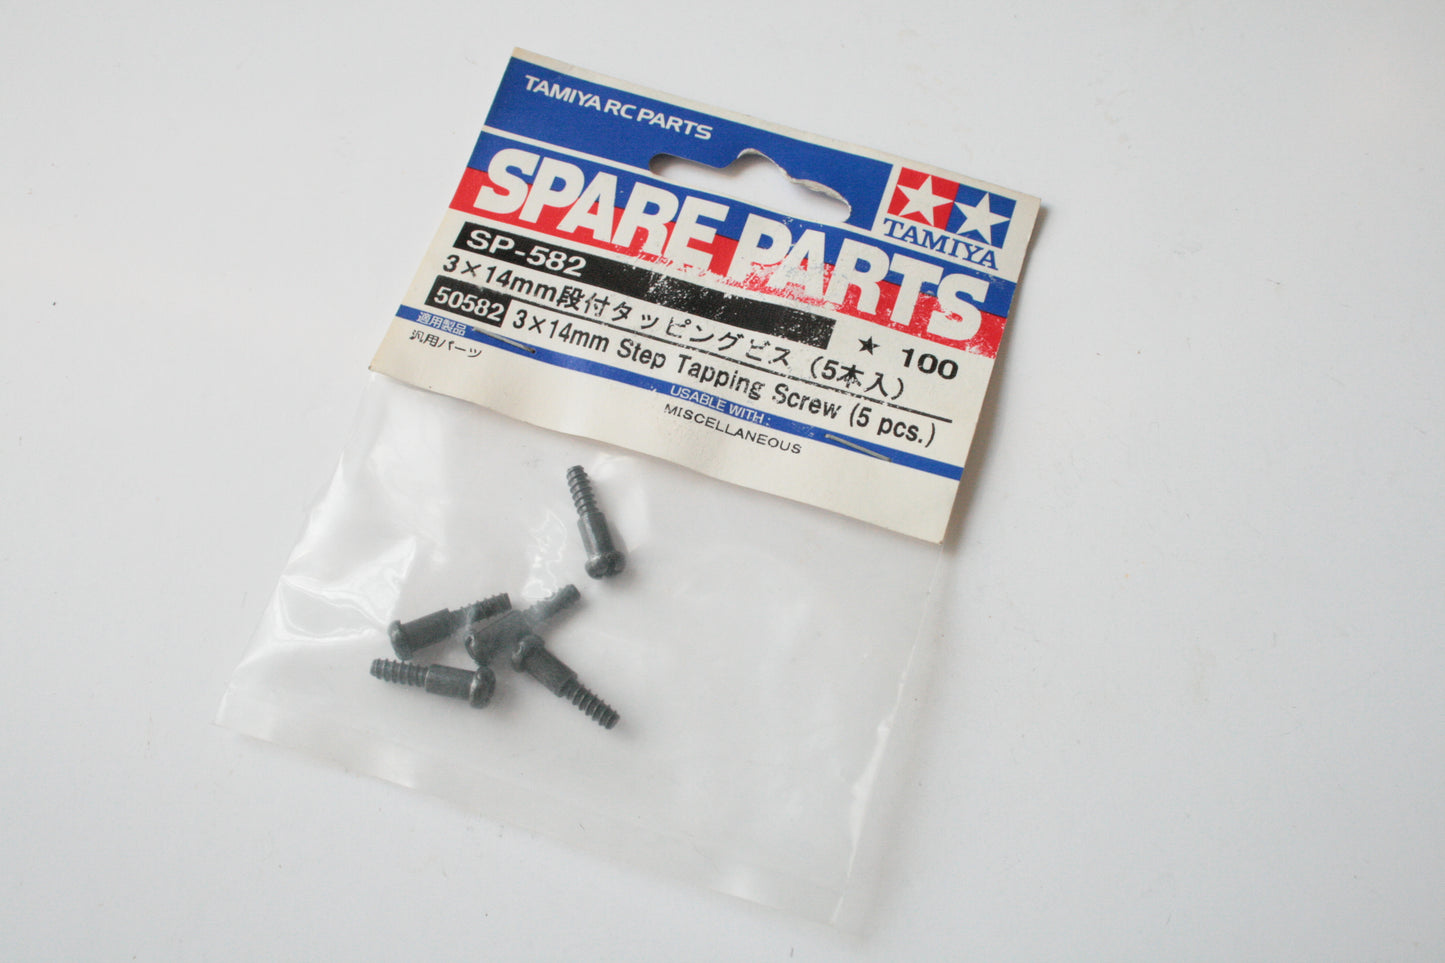 TAMIYA RC PARTS
SPARE PARTS
TAMIYA
SP-582
★ 100
3×14mm段付タッピングビス (5本入)
50582 3×14mm Step Tapping Screw (5 pcs.)
適用製品
USABLE WITH:
汎用パーツ
MISCELLANEOUS